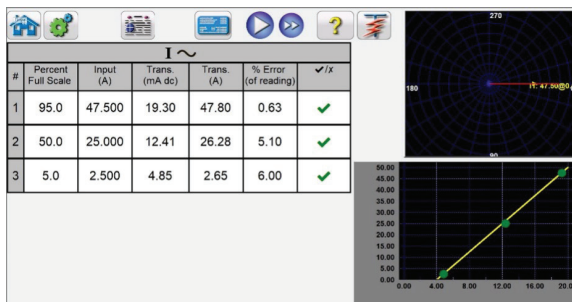 I ∼
# Percent Full Scale Input (A) Trans. (mA dc) Trans. (A) % Error (of reading) ✓/x
1 95.0 47.500 19.30 47.80 0.63 ✓
2 50.0 25.000 12.41 26.28 5.10 ✓
3 5.0 2.500 4.85 2.65 6.00 ✓
?
270
180
I1: 47.50@0
90
50.00
45.00
40.00
35.00
30.00
25.00
20.00
15.00
10.00
5.00
0.00
0.00 4.00 8.00 12.00 16.00 20.0